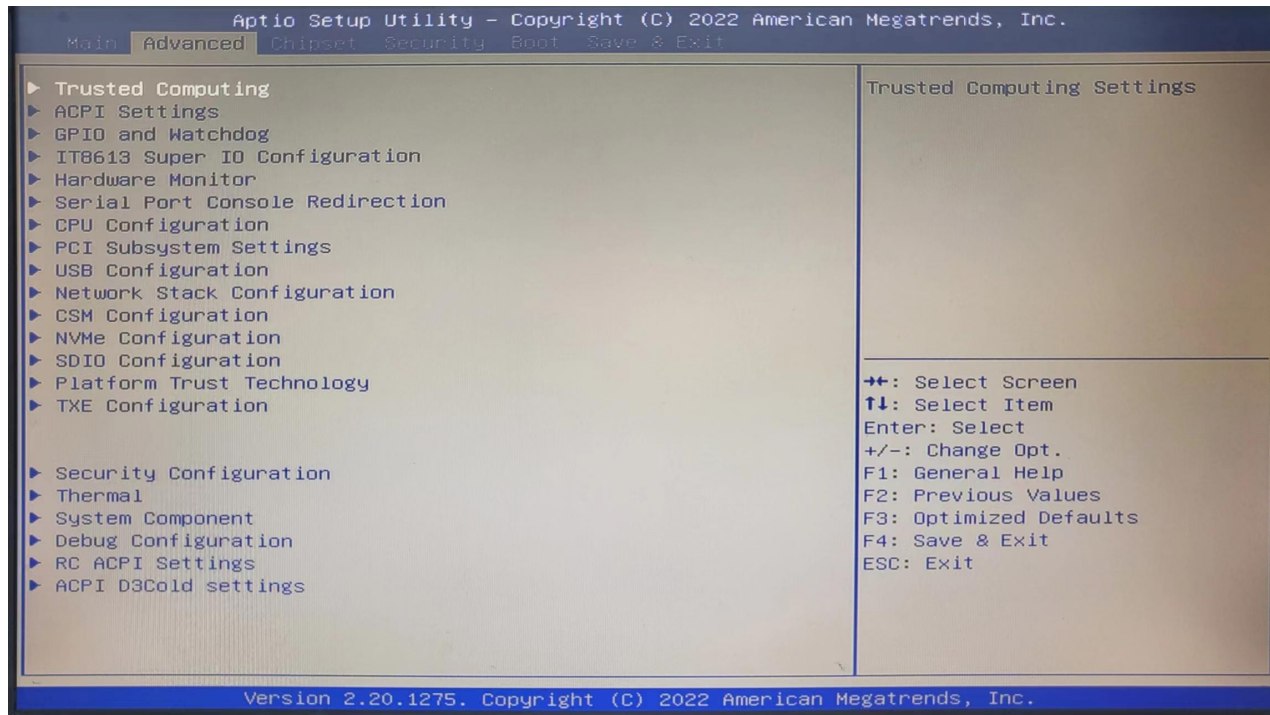 Aptio Setup Utility – Copyright (C) 2022 American Megatrends, Inc.
Main Advanced Chipset Security Boot Save & Exit
Trusted Computing
ACPI Settings
GPIO and Watchdog
IT8613 Super IO Configuration
Hardware Monitor
Serial Port Console Redirection
CPU Configuration
PCI Subsystem Settings
USB Configuration
Network Stack Configuration
CSM Configuration
NVMe Configuration
SDIO Configuration
Platform Trust Technology
TXE Configuration
Security Configuration
Thermal
System Component
Debug Configuration
RC ACPI Settings
ACPI D3Cold settings
Trusted Computing Settings
→←: Select Screen
↑↓: Select Item
Enter: Select
+/-: Change Opt.
F1: General Help
F2: Previous Values
F3: Optimized Defaults
F4: Save & Exit
ESC: Exit
Version 2.20.1275. Copyright (C) 2022 American Megatrends, Inc.